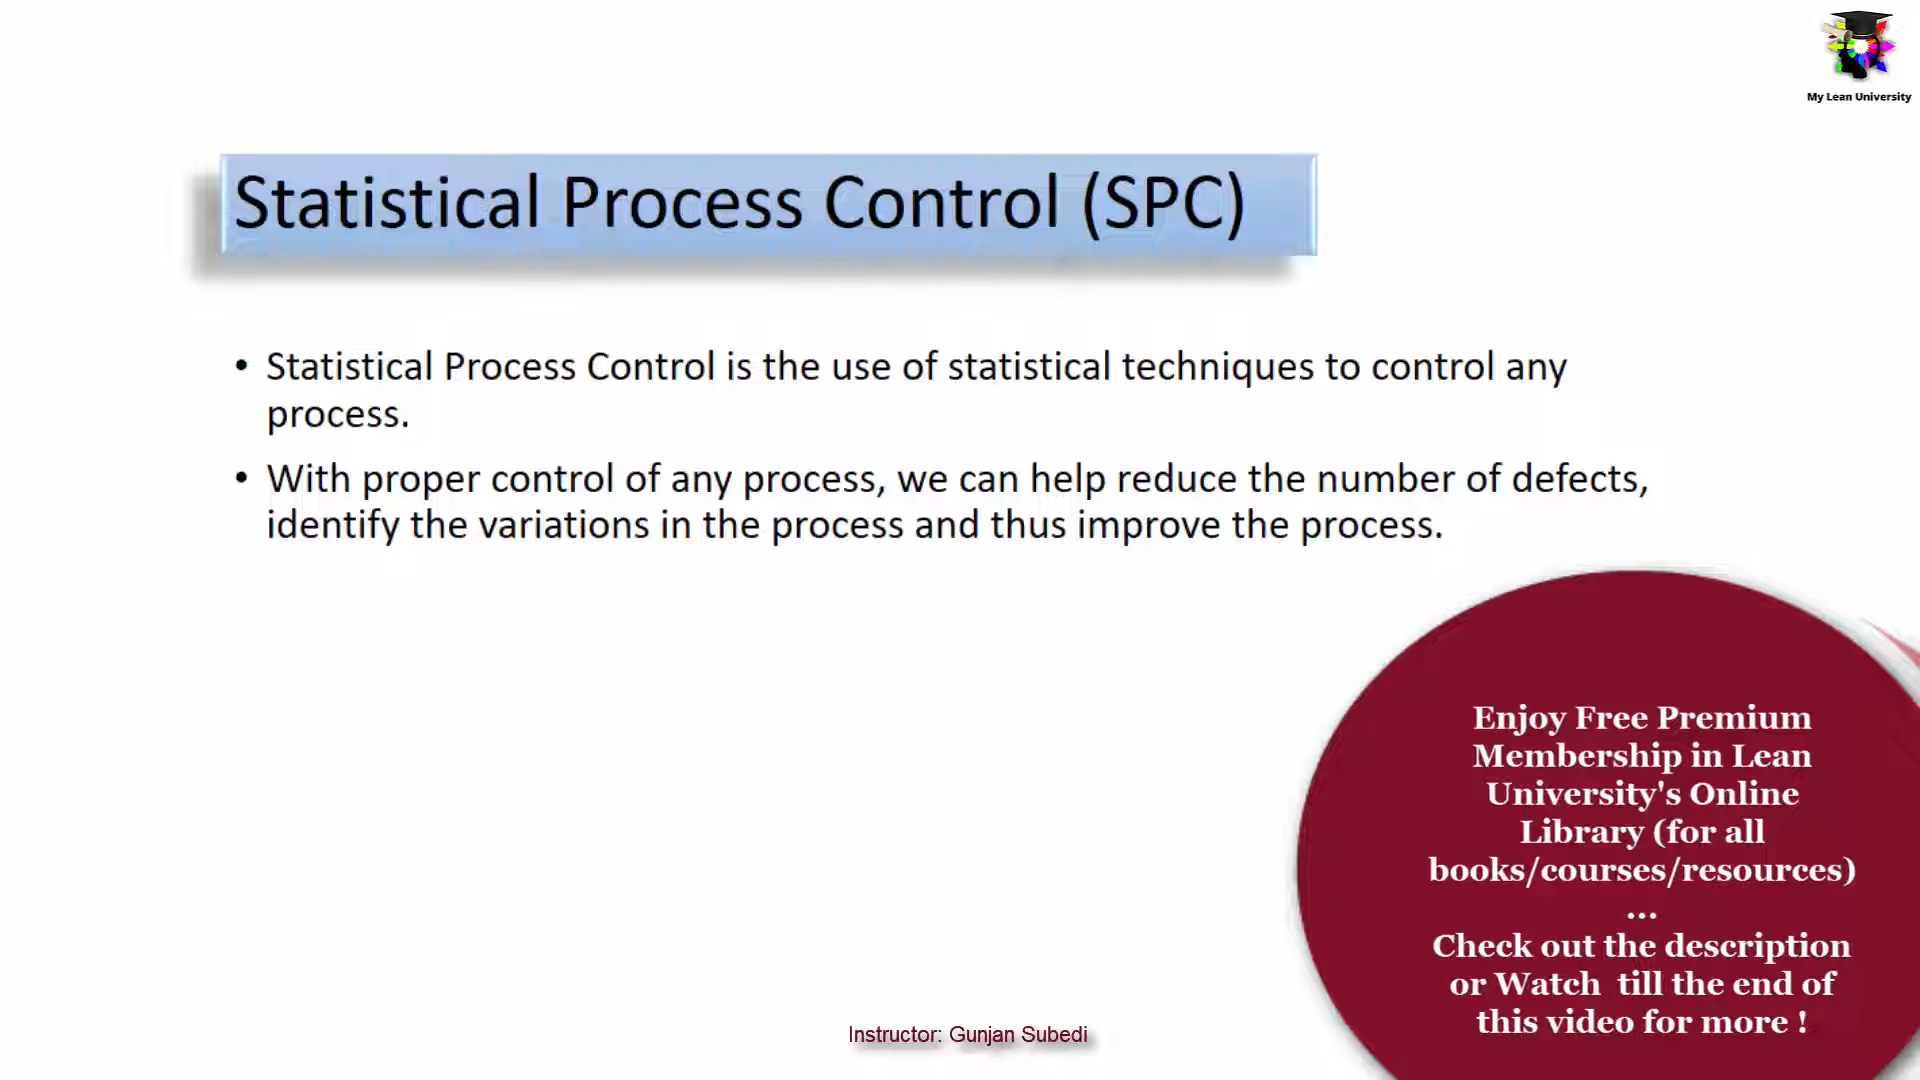 My Lean University
Statistical Process Control (SPC)
• Statistical Process Control is the use of statistical techniques to control any
process.
• With proper control of any process, we can help reduce the number of defects,
identify the variations in the process and thus improve the process.
Enjoy Free Premium
Membership in Lean
University's Online
Library (for all
books/courses/resources)
...
Check out the description
or Watch till the end of
this video for more !
Instructor: Gunjan Subedi